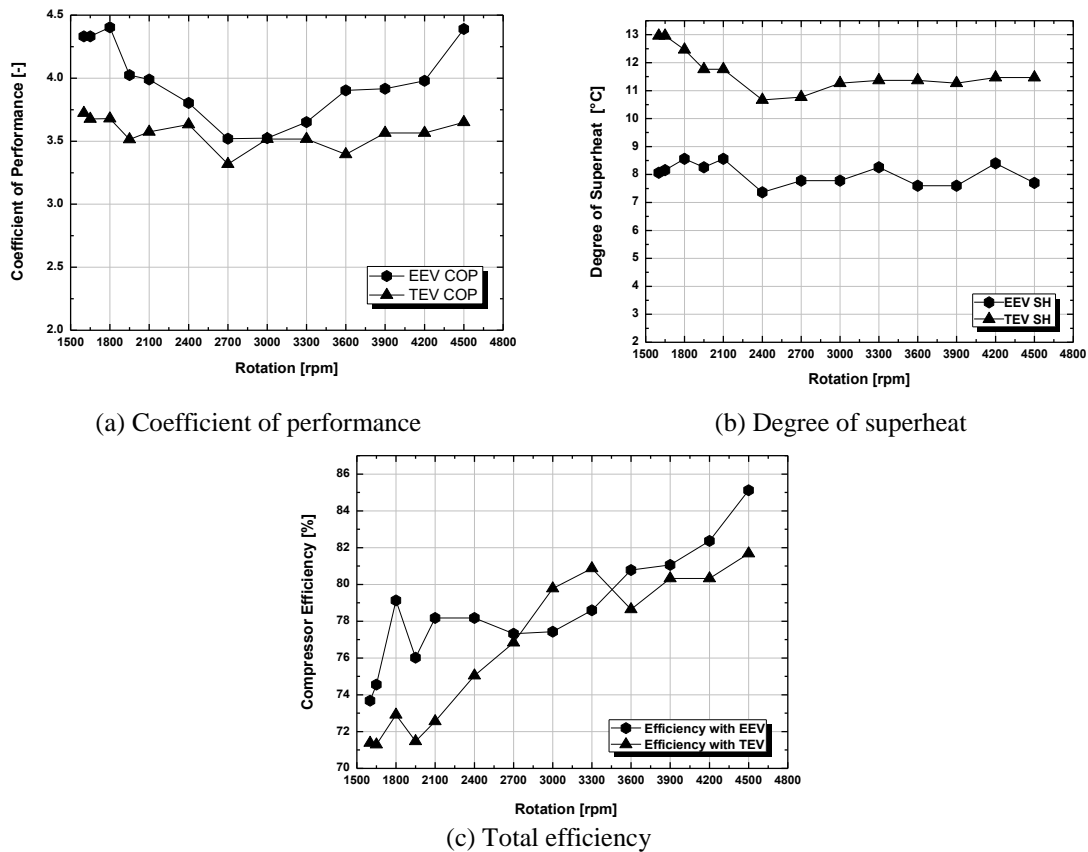 4.5
4.0
3.5
3.0
2.5
2.0
Coefficient of Performance [-]
EEV COP
TEV COP
1500 1800 2100 2400 2700 3000 3300 3600 3900 4200 4500 4800
Rotation [rpm]
(a) Coefficient of performance
13
12
11
10
9
8
7
6
5
4
3
2
Degree of Superheat [°C]
EEV SH
TEV SH
1500 1800 2100 2400 2700 3000 3300 3600 3900 4200 4500 4800
Rotation [rpm]
(b) Degree of superheat
86
84
82
80
78
76
74
72
70
Compressor Efficiency [%]
Efficiency with EEV
Efficiency with TEV
1500 1800 2100 2400 2700 3000 3300 3600 3900 4200 4500 4800
Rotation [rpm]
(c) Total efficiency